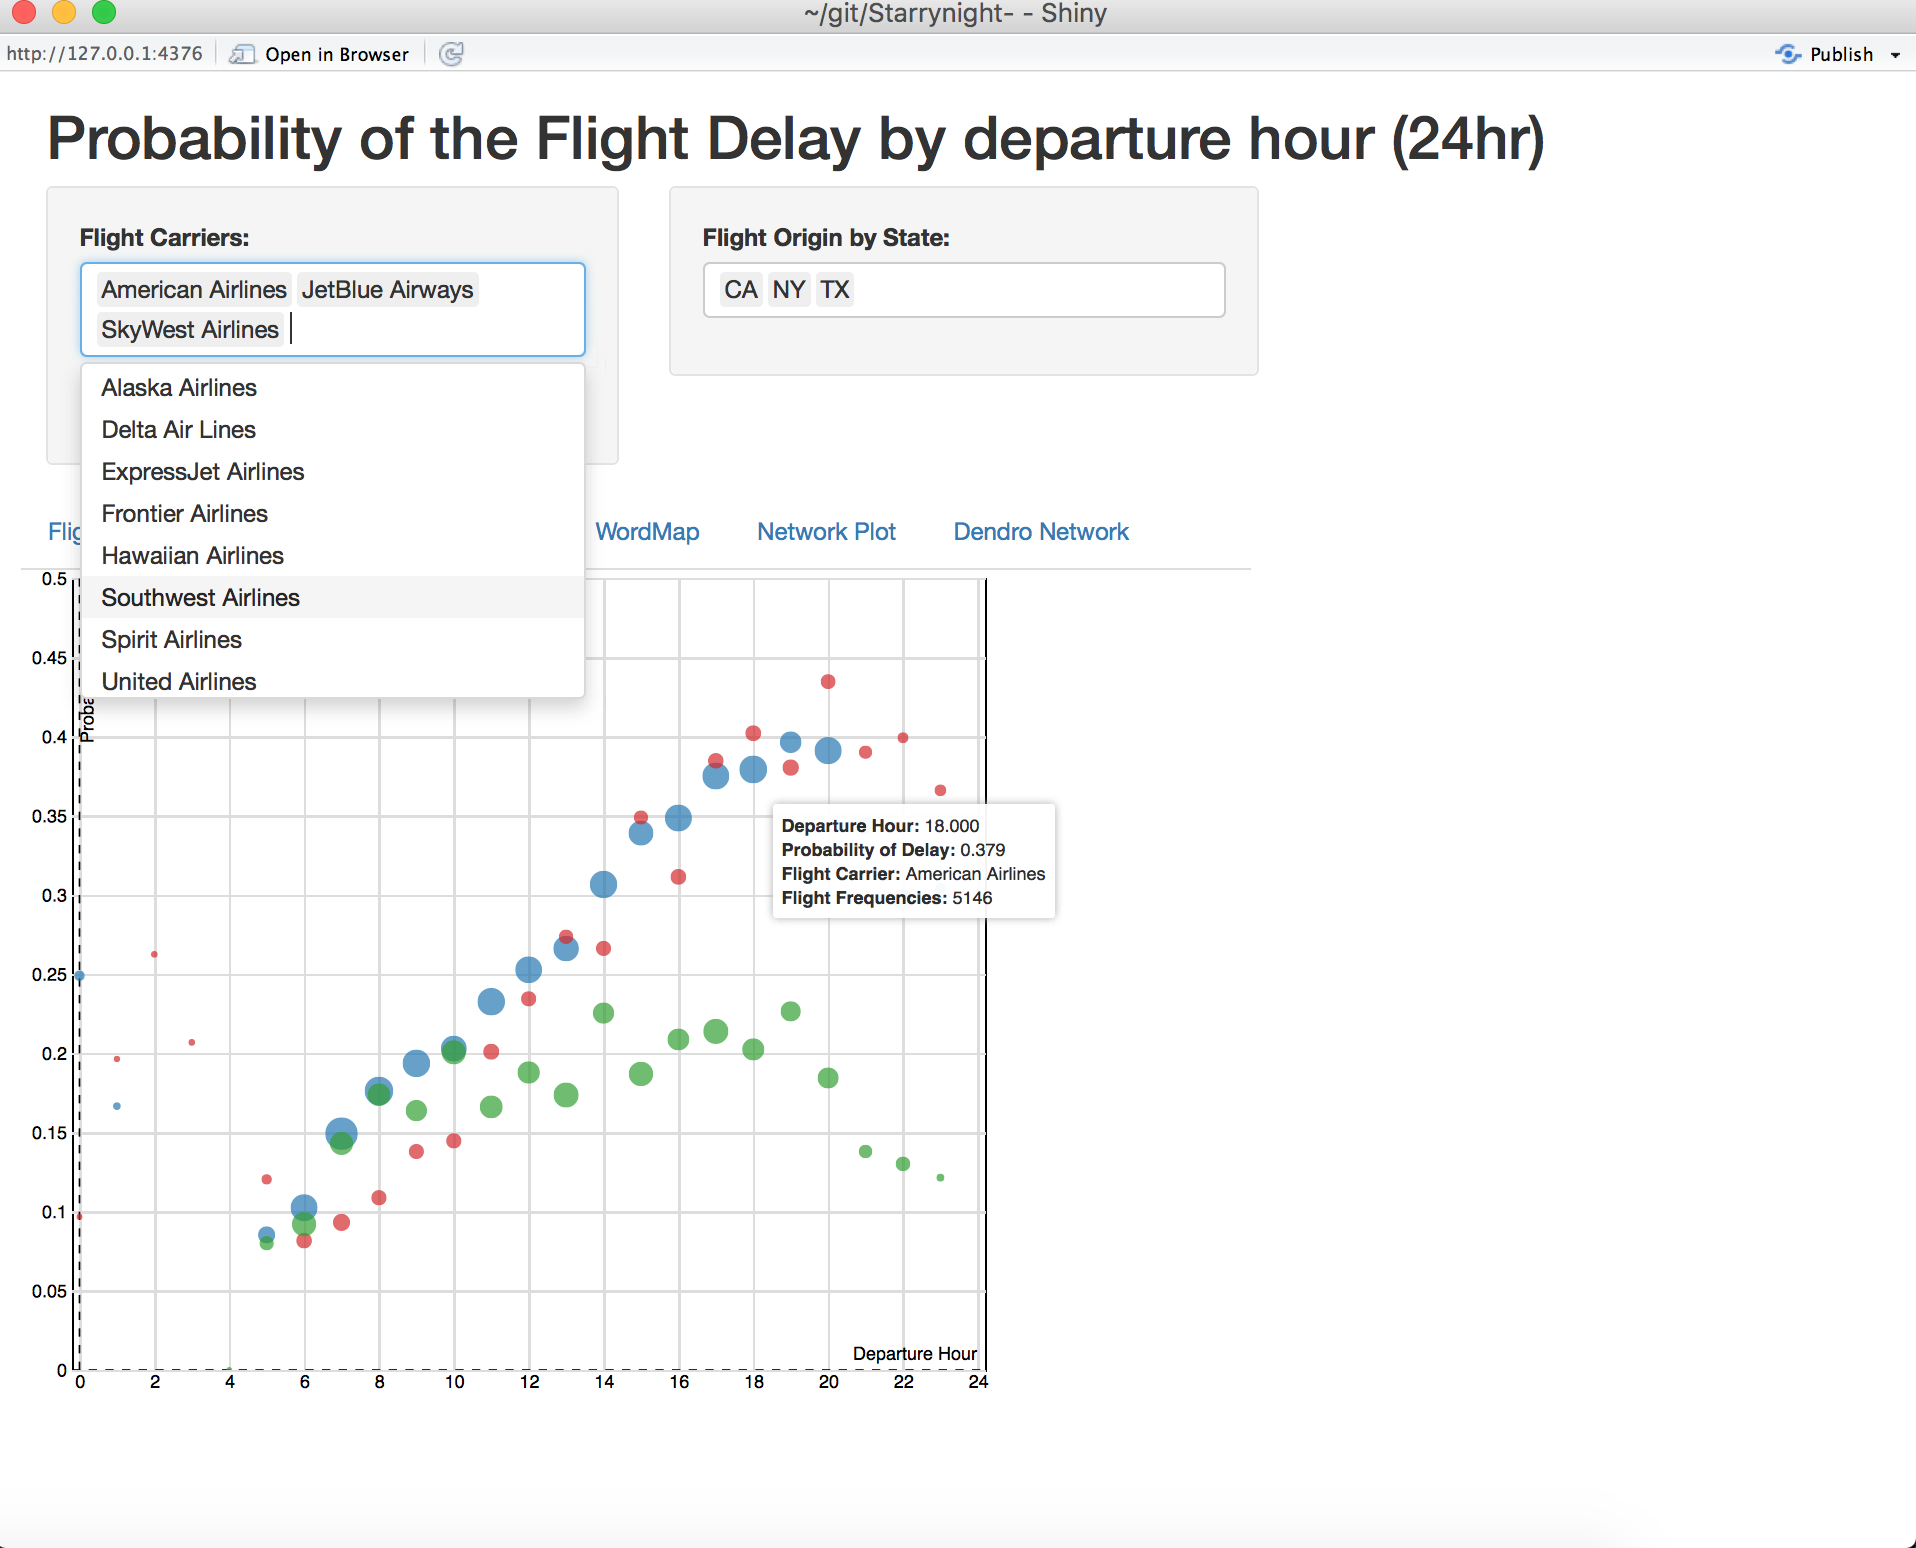 ~/git/Starrynight- - Shiny
http://127.0.0.1:4376 Open in Browser Publish
Probability of the Flight Delay by departure hour (24hr)
Flight Carriers:
American Airlines JetBlue Airways
SkyWest Airlines
Flight Origin by State:
CA NY TX
Alaska Airlines
Delta Air Lines
ExpressJet Airlines
Frontier Airlines
Hawaiian Airlines
Southwest Airlines
Spirit Airlines
United Airlines
WordMap Network Plot Dendro Network
0.5
0.45
0.4
0.35
0.3
0.25
0.2
0.15
0.1
0.05
0
Departure Hour: 18.000
Probability of Delay: 0.379
Flight Carrier: American Airlines
Flight Frequencies: 5146
Departure Hour
0 2 4 6 8 10 12 14 16 18 20 22 24